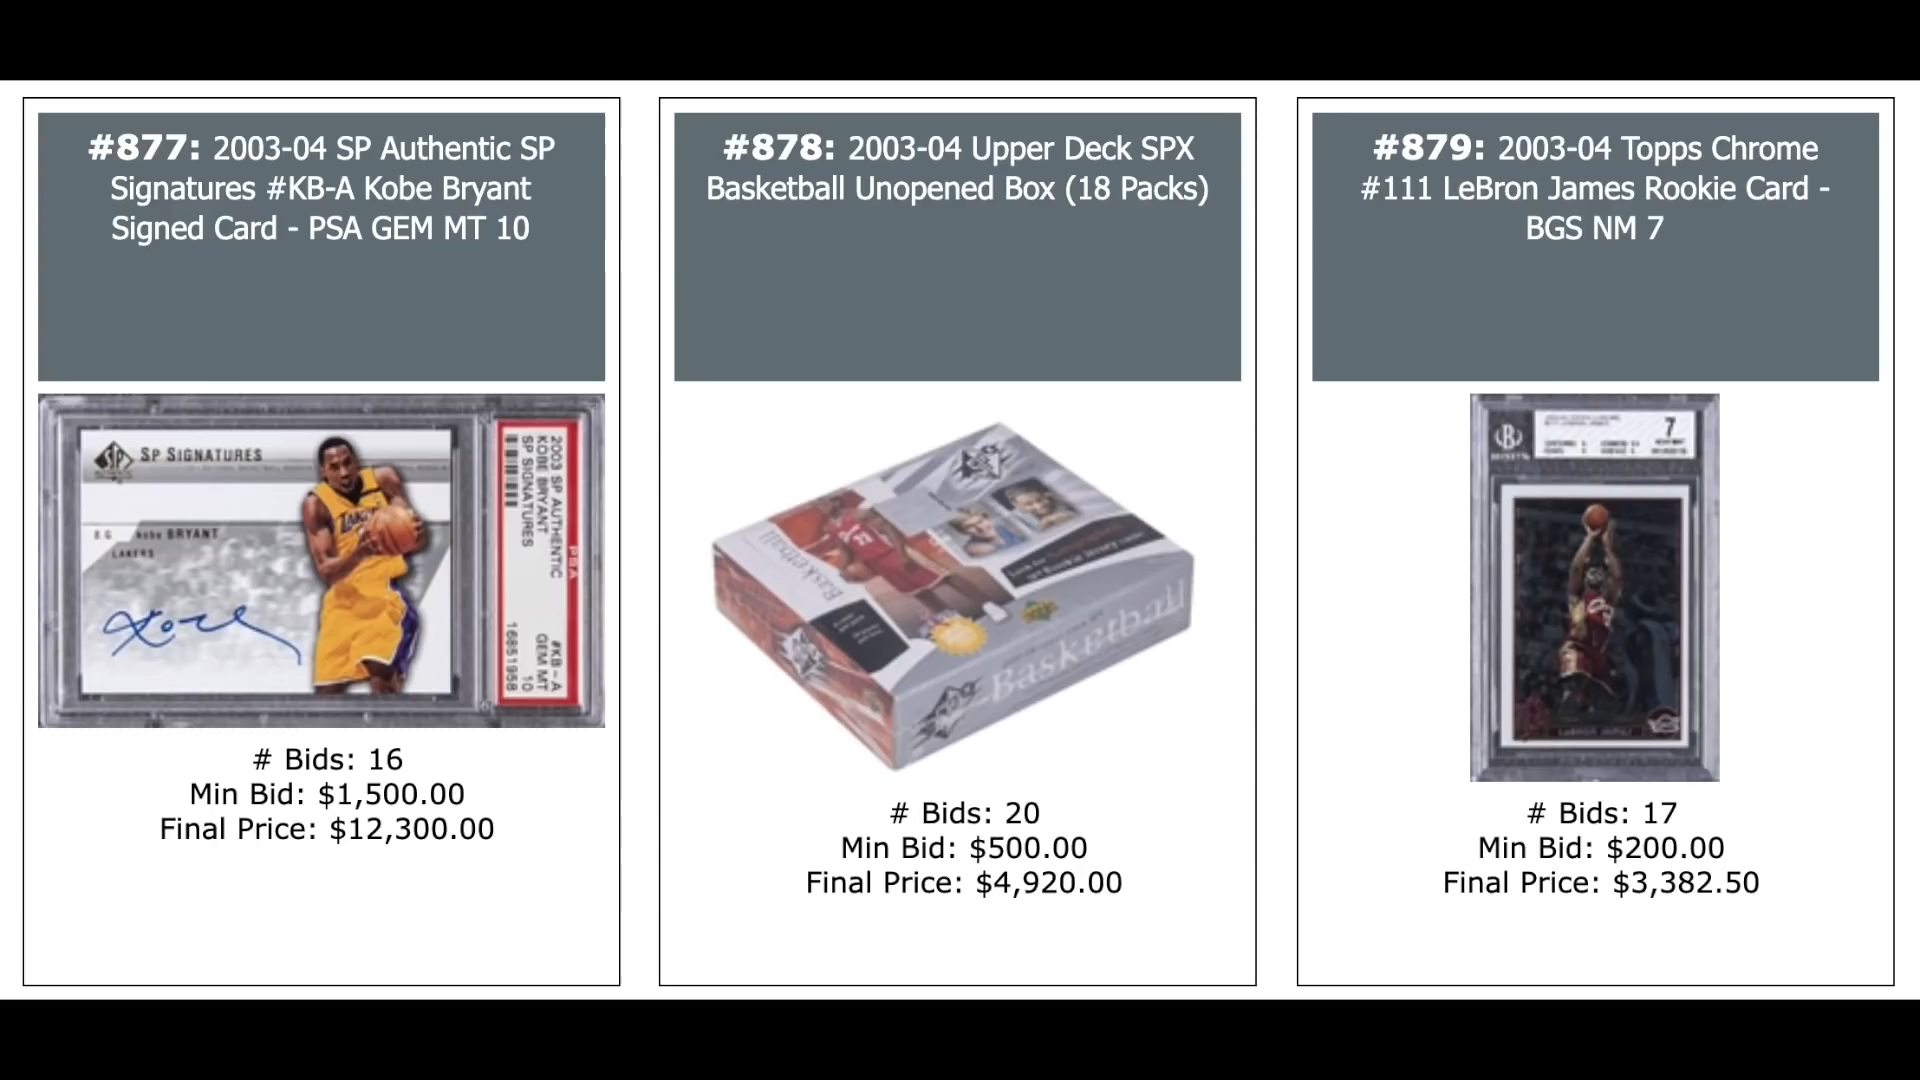 #877: 2003-04 SP Authentic SP
Signatures #KB-A Kobe Bryant
Signed Card - PSA GEM MT 10
SP SIGNATURES
Kobe BRYANT
LAKERS
2003 SP AUTHENTIC
KOBE BRYANT
SP SIGNATURES
#KB-A
GEM MT
10
16851958
PSA
# Bids: 16
Min Bid: $1,500.00
Final Price: $12,300.00
#878: 2003-04 Upper Deck SPX
Basketball Unopened Box (18 Packs)
Basketball
Basketball
# Bids: 20
Min Bid: $500.00
Final Price: $4,920.00
#879: 2003-04 Topps Chrome
#111 LeBron James Rookie Card -
BGS NM 7
7
LEBRON JAMES
# Bids: 17
Min Bid: $200.00
Final Price: $3,382.50